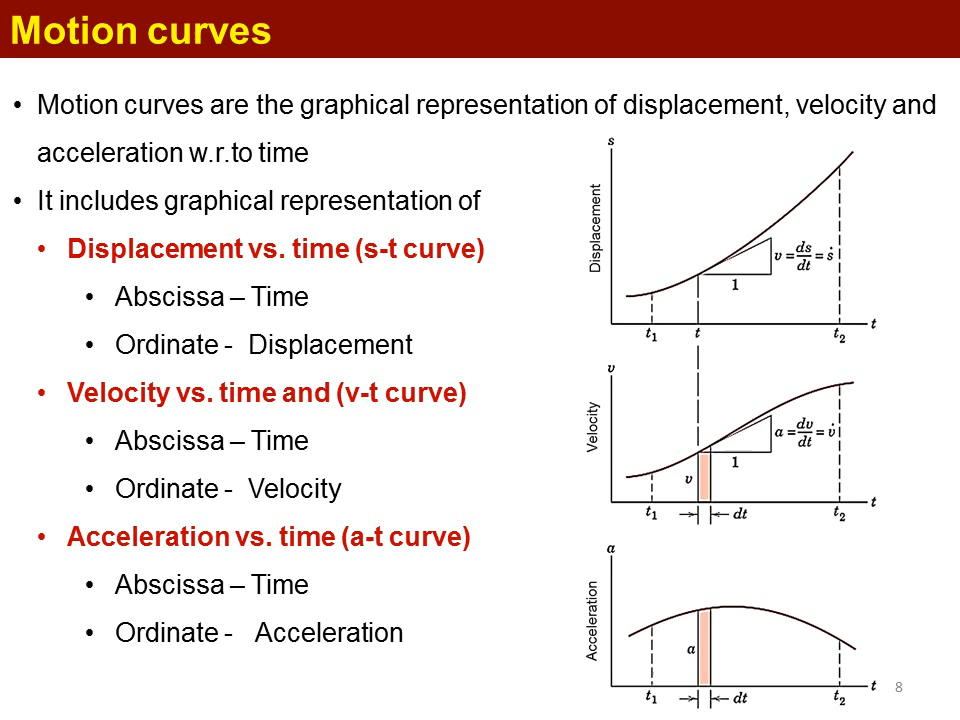 Motion curves
• Motion curves are the graphical representation of displacement, velocity and
acceleration w.r.to time
• It includes graphical representation of
• Displacement vs. time (s-t curve)
• Abscissa – Time
• Ordinate - Displacement
• Velocity vs. time and (v-t curve)
• Abscissa – Time
• Ordinate - Velocity
• Acceleration vs. time (a-t curve)
• Abscissa – Time
• Ordinate - Acceleration
s
Displacement
v = ds/dt = ṡ
1
t₁ t t₂ t
v
Velocity
a = dv/dt = v̇
1
v
t₁ dt t₂ t
a
Acceleration
a
t₁ dt t₂ t
8